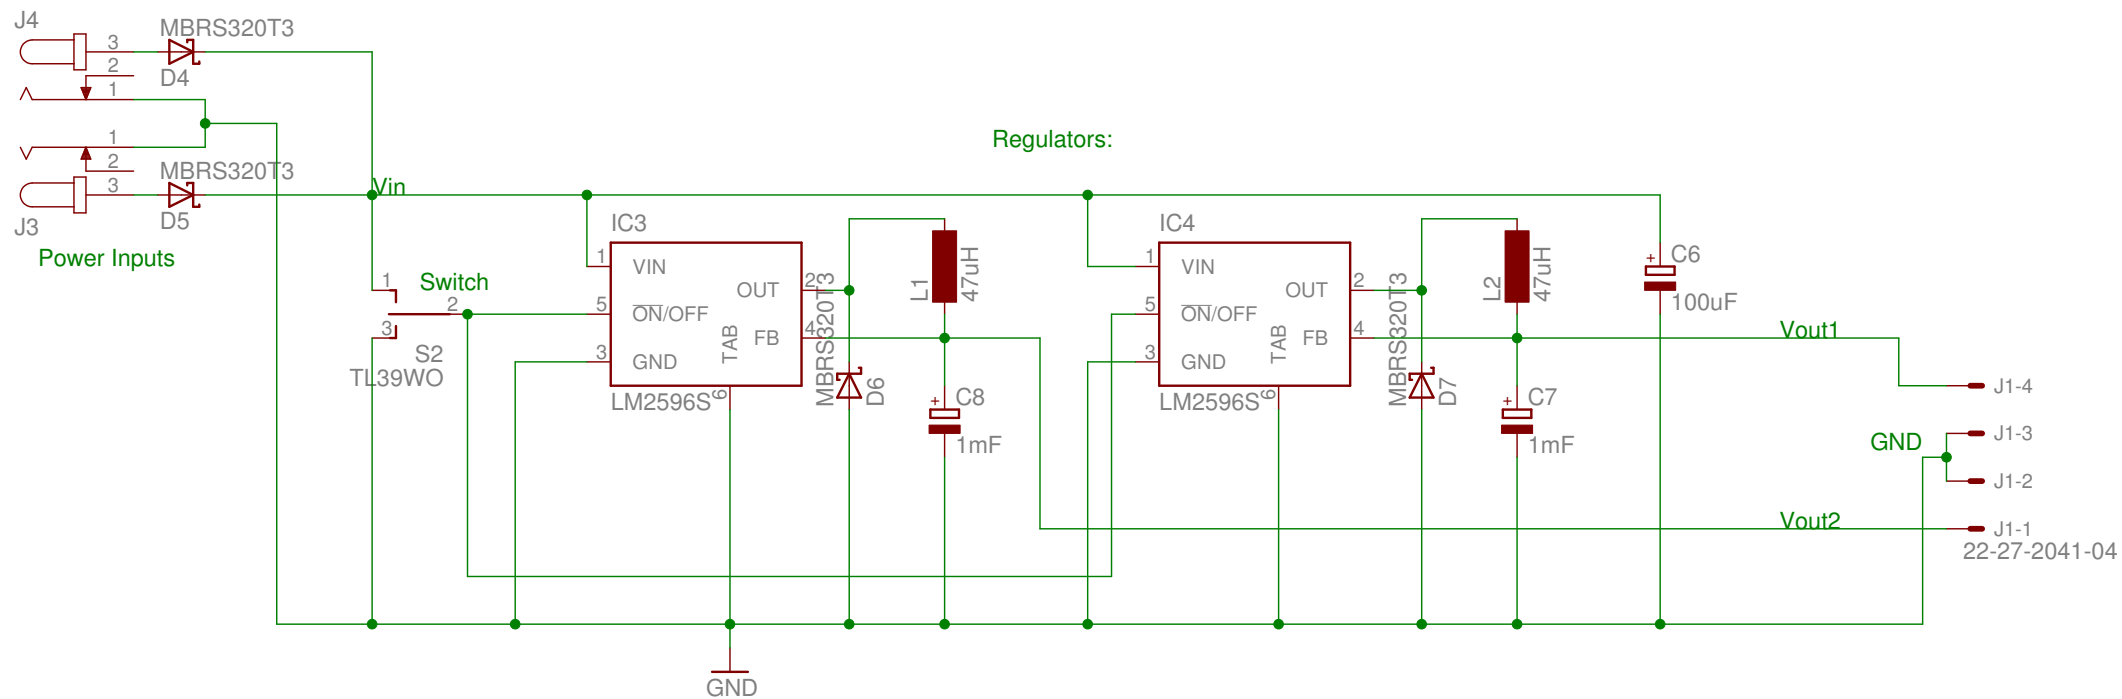 J4
MBRS320T3
3
D4
2
1
1
2
MBRS320T3
3
D5
J3
Power Inputs
Vin
Regulators:
1
Switch
2
3
S2
TL39WO
IC3
1
VIN
5
ON/OFF
3
GND
OUT
2
FB
4
TAB
6
LM2596S
MBRS320T3
D6
L1
47uH
C8
+
1mF
IC4
1
VIN
5
ON/OFF
3
GND
OUT
2
FB
4
TAB
6
LM2596S
MBRS320T3
D7
L2
47uH
C7
+
1mF
C6
+
100uF
Vout1
J1-4
GND
J1-3
J1-2
Vout2
J1-1
22-27-2041-04
GND